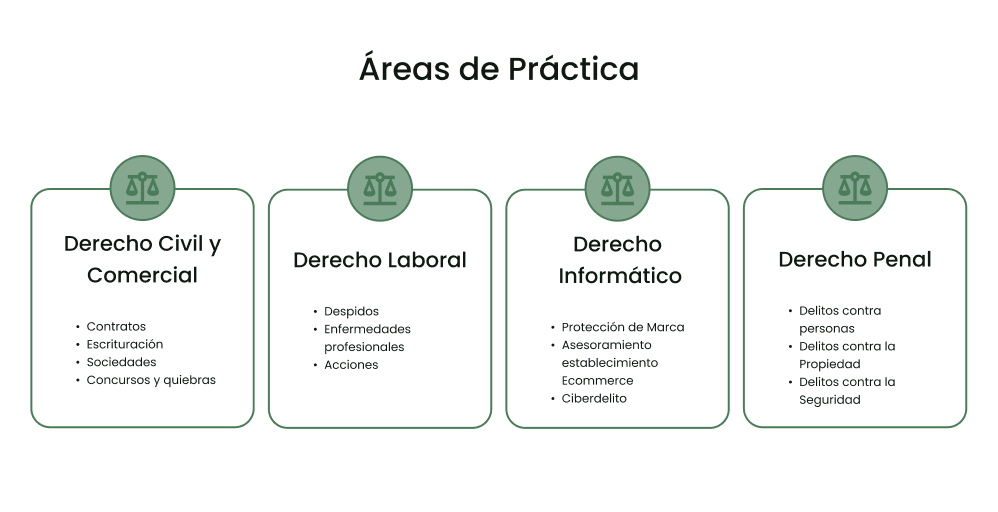 Áreas de Práctica
Derecho Civil y
Comercial
• Contratos
• Escrituración
• Sociedades
• Concursos y quiebras
Derecho Laboral
• Despidos
• Enfermedades
profesionales
• Acciones
Derecho
Informático
• Protección de Marca
• Asesoramiento
establecimiento
Ecommerce
• Ciberdelito
Derecho Penal
• Delitos contra
personas
• Delitos contra la
Propiedad
• Delitos contra la
Seguridad